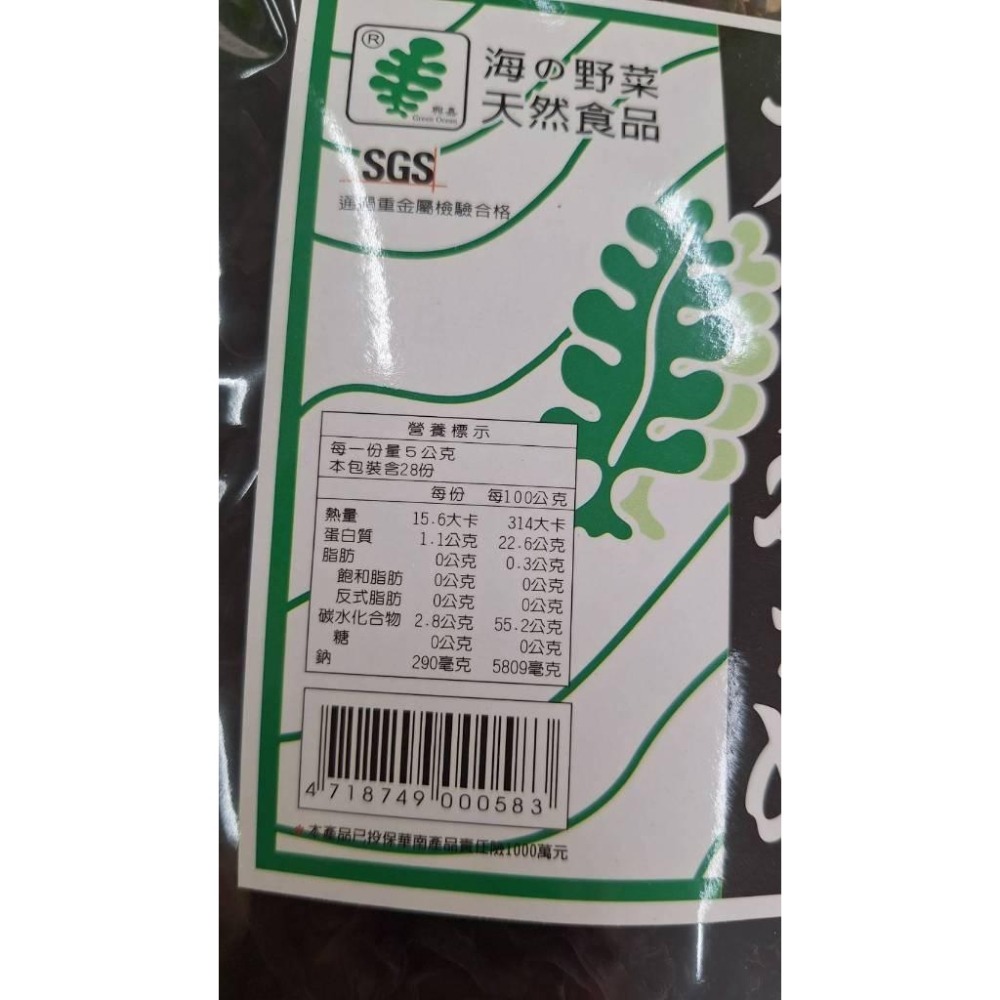 ®
海の野菜
天然食品
Green Ocean
SGS
通過重金屬檢驗合格
營養標示
每一份量5公克
本包裝含28份
每份 每100公克
熱量 15.6大卡 314大卡
蛋白質 1.1公克 22.6公克
脂肪 0公克 0.3公克
飽和脂肪 0公克 0公克
反式脂肪 0公克 0公克
碳水化合物 2.8公克 55.2公克
糖 0公克 0公克
鈉 290毫克 5809毫克
4 718749 000583
*本產品已投保華南產品責任險1000萬元